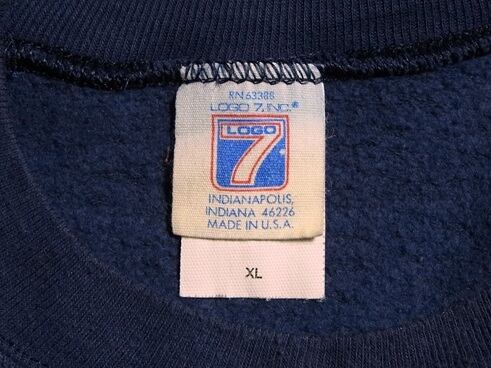 RN 63388
LOGO 7, INC.®
LOGO
7
INDIANAPOLIS,
INDIANA 46226
MADE IN U.S.A.
XL